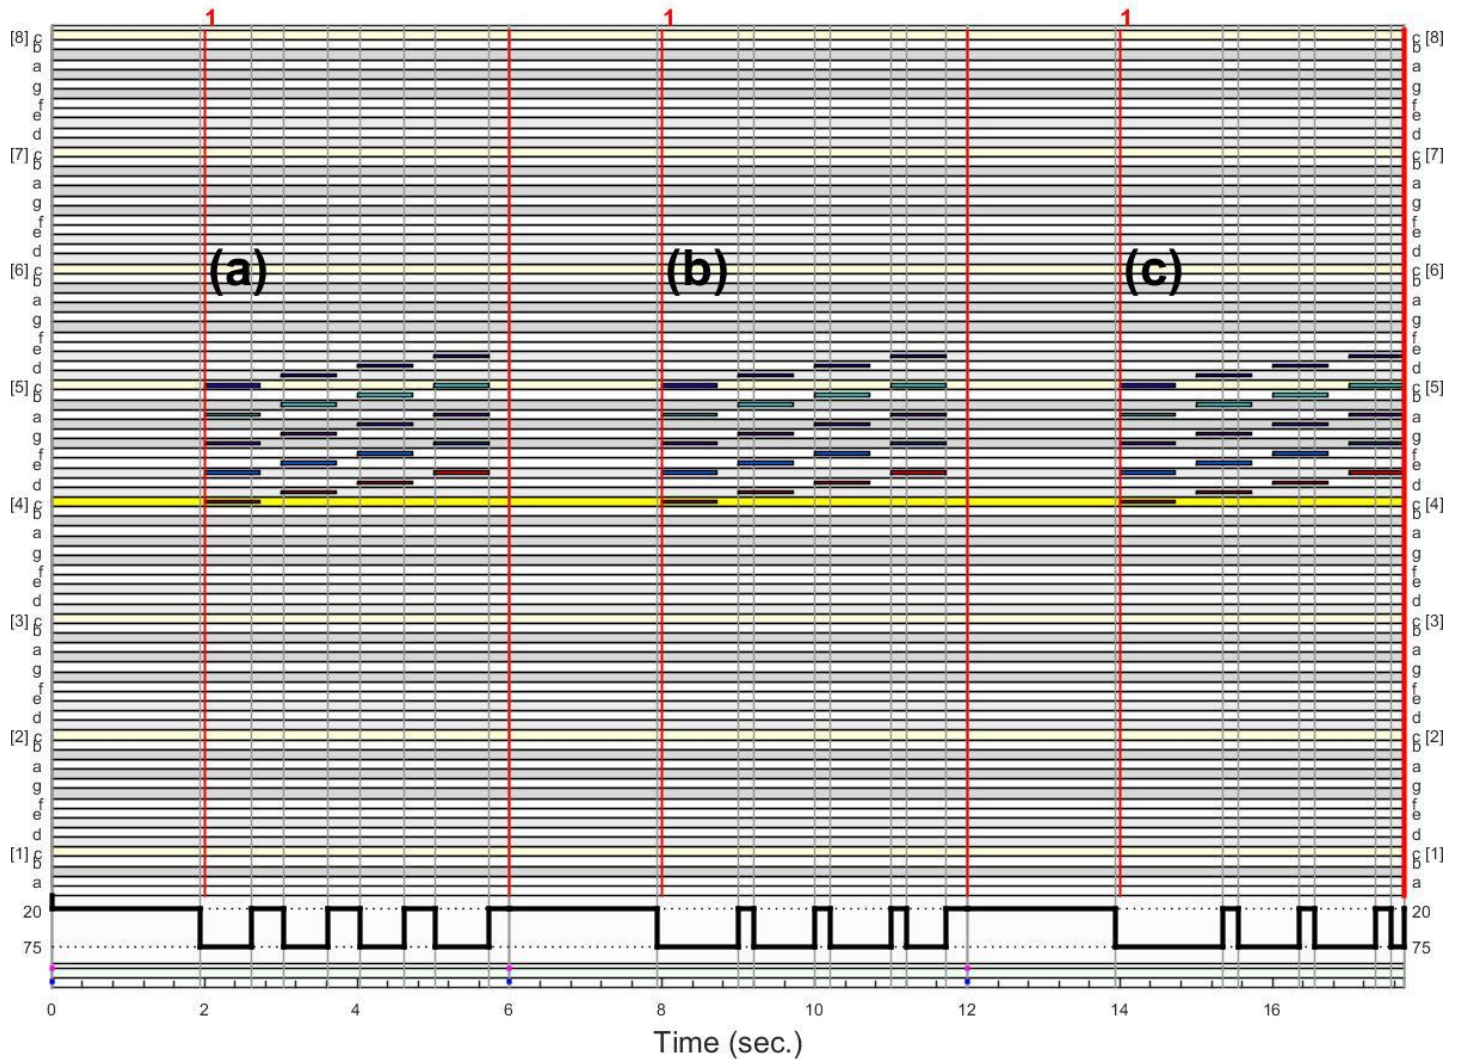 1 1 1
[8] c c [8]
b b
a a
g g
f f
e e
d d
[7] c c [7]
b b
a a
g g
f f
e e
d d
(a) (b) (c)
[6] c c [6]
b b
a a
g g
f f
e e
d d
[5] c c [5]
b b
a a
g g
f f
e e
d d
[4] c c [4]
b b
a a
g g
f f
e e
d d
[3] c c [3]
b b
a a
g g
f f
e e
d d
[2] c c [2]
b b
a a
g g
f f
e e
d d
[1] c c [1]
b b
a a
20 20
75 75
0 2 4 6 8 10 12 14 16
Time (sec.)